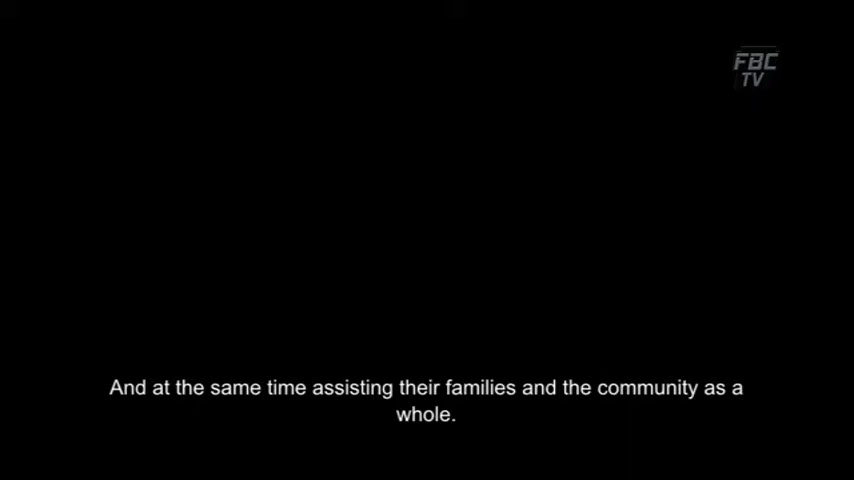 FBC
TV
And at the same time assisting their families and the community as a
whole.